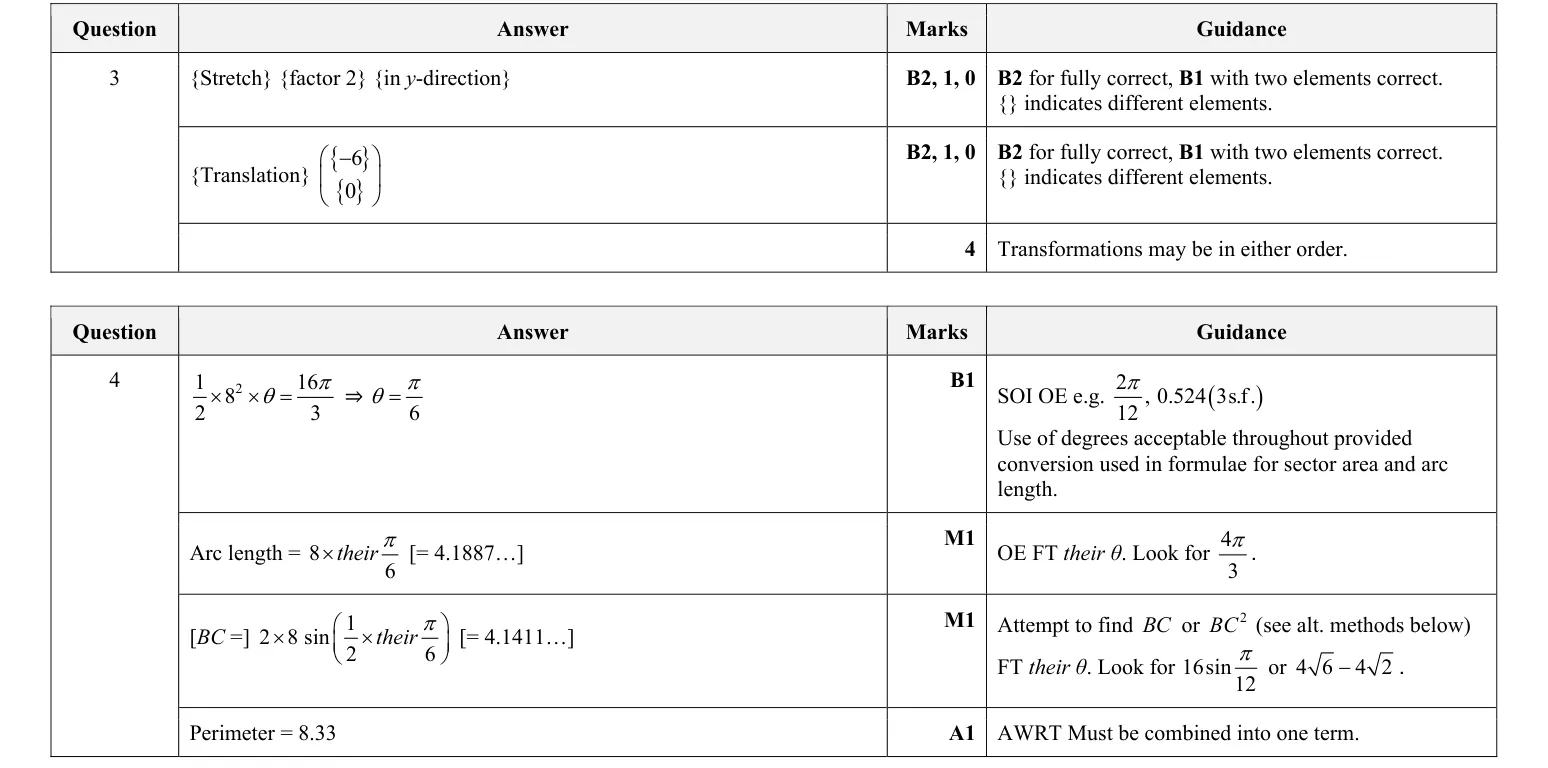 Question Answer Marks Guidance
3 {Stretch} {factor 2} {in y-direction} B2, 1, 0 B2 for fully correct, B1 with two elements correct.
{} indicates different elements.
{Translation} ({−6} {0}) B2, 1, 0 B2 for fully correct, B1 with two elements correct.
{} indicates different elements.
4 Transformations may be in either order.
Question Answer Marks Guidance
4 1/2 × 8² × θ = 16π/3 ⇒ θ = π/6 B1 SOI OE e.g. 2π/12, 0.524(3s.f.)
Use of degrees acceptable throughout provided
conversion used in formulae for sector area and arc
length.
Arc length = 8 × their π/6 [= 4.1887…] M1 OE FT their θ. Look for 4π/3.
[BC =] 2×8 sin(1/2 × their π/6) [= 4.1411…] M1 Attempt to find BC or BC² (see alt. methods below)
FT their θ. Look for 16sin π/12 or 4√6 − 4√2.
Perimeter = 8.33 A1 AWRT Must be combined into one term.